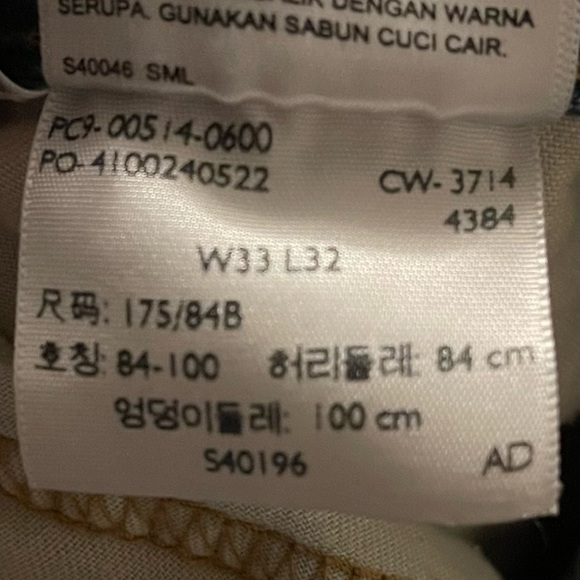 DENGAN WARNA
SERUPA. GUNAKAN SABUN CUCI CAIR.
S40046 SML
PC9-00514-0600
PO-4100240522 CW-3714
4384
W33 L32
尺码: 175/84B
호칭: 84-100 허리둘레: 84 cm
엉덩이둘레: 100 cm
S40196 AD